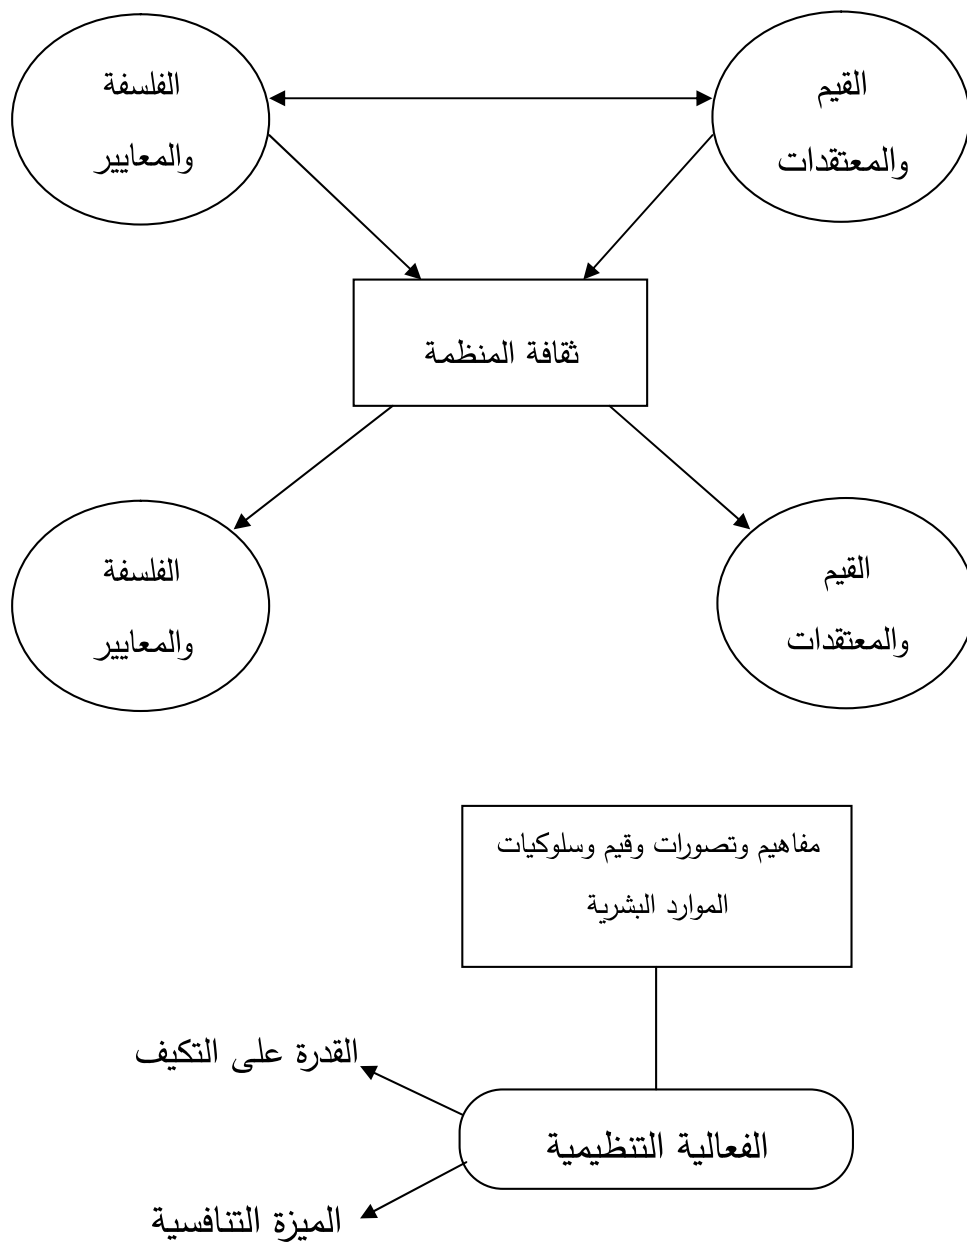 القيم
والمعتقدات
الفلسفة
والمعايير
ثقافة المنظمة
القيم
والمعتقدات
الفلسفة
والمعايير
مفاهيم وتصورات وقيم وسلوكيات
الموارد البشرية
القدرة على التكيف
الفعالية التنظيمية
الميزة التنافسية